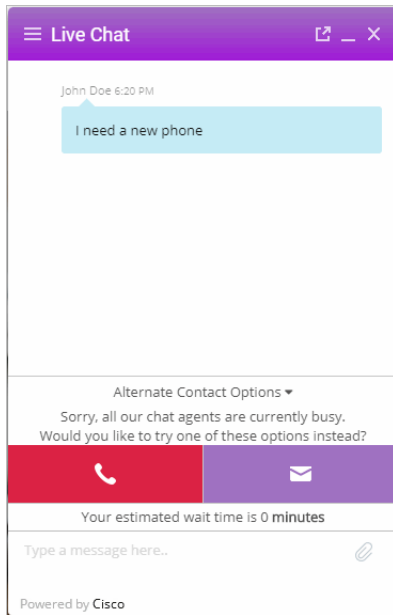 Live Chat
John Doe 6:20 PM
I need a new phone
Alternate Contact Options
Sorry, all our chat agents are currently busy.
Would you like to try one of these options instead?
Your estimated wait time is 0 minutes
Type a message here..
Powered by Cisco